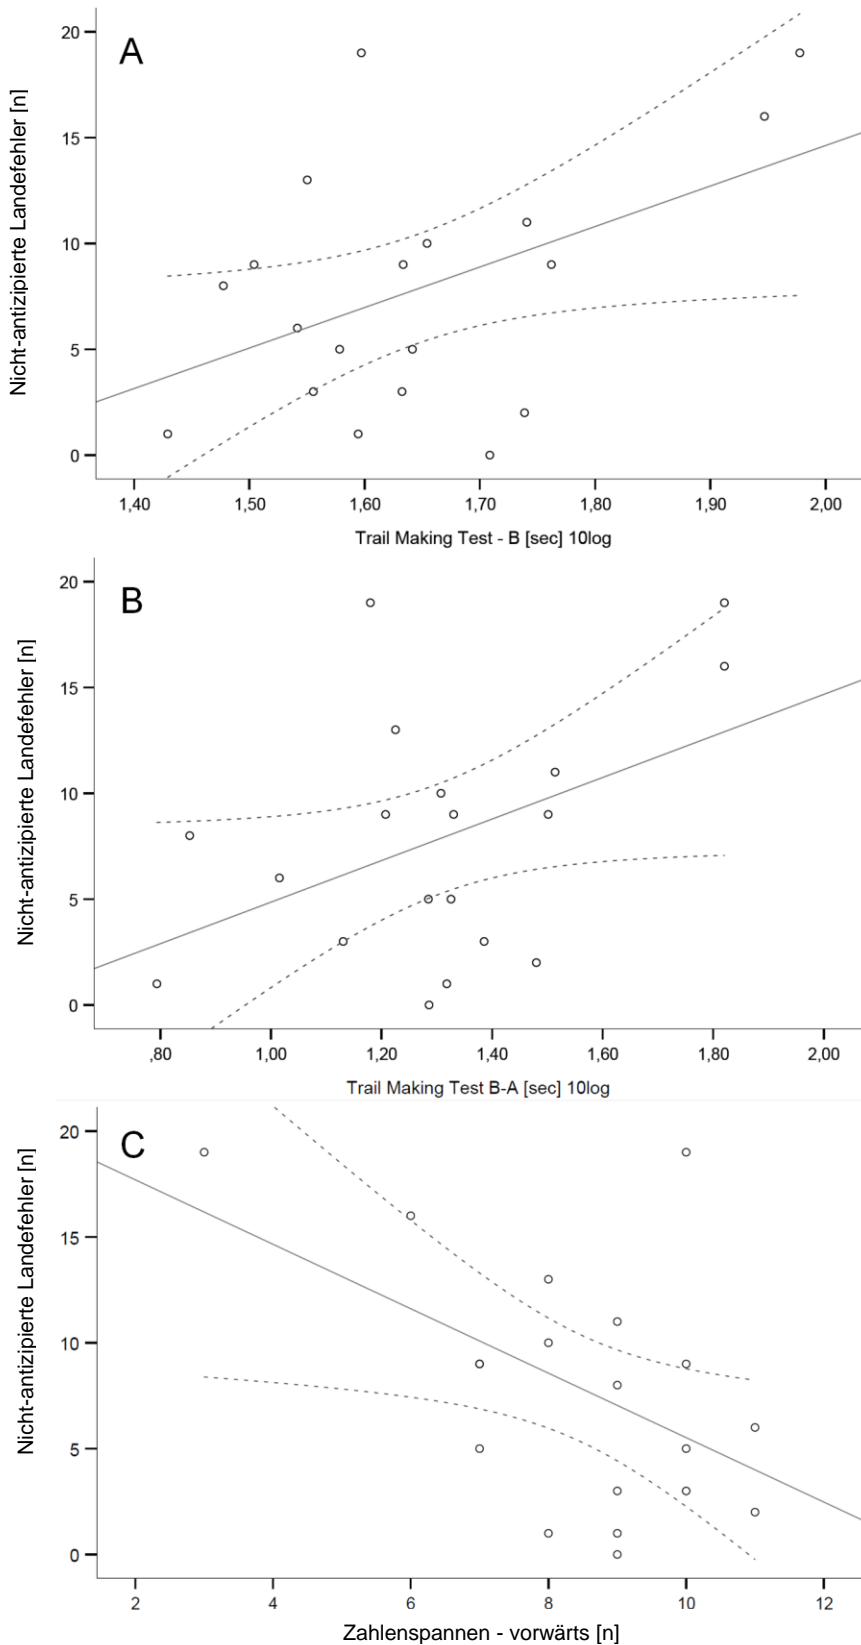 A
Nicht-antizipierte Landefehler [n]
20
15
10
5
0
1,40 1,50 1,60 1,70 1,80 1,90 2,00
Trail Making Test - B [sec] 10log
B
Nicht-antizipierte Landefehler [n]
20
15
10
5
0
,80 1,00 1,20 1,40 1,60 1,80 2,00
Trail Making Test B-A [sec] 10log
C
Nicht-antizipierte Landefehler [n]
20
15
10
5
0
2 4 6 8 10 12
Zahlenspannen - vorwärts [n]